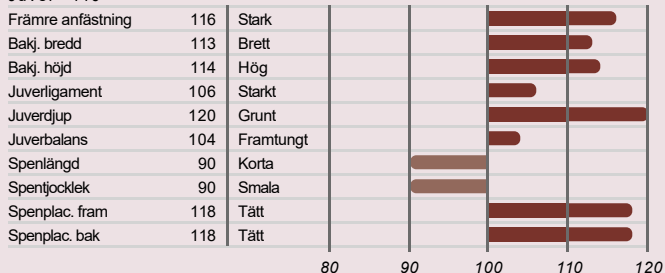 Främre anfästning 116 Stark
Bakj. bredd 113 Brett
Bakj. höjd 114 Hög
Juverligament 106 Starkt
Juverdjup 120 Grunt
Juverbalans 104 Framtungt
Spenlängd 90 Korta
Spentjocklek 90 Smala
Spenplac. fram 118 Tätt
Spenplac. bak 118 Tätt
80 90 100 110 120